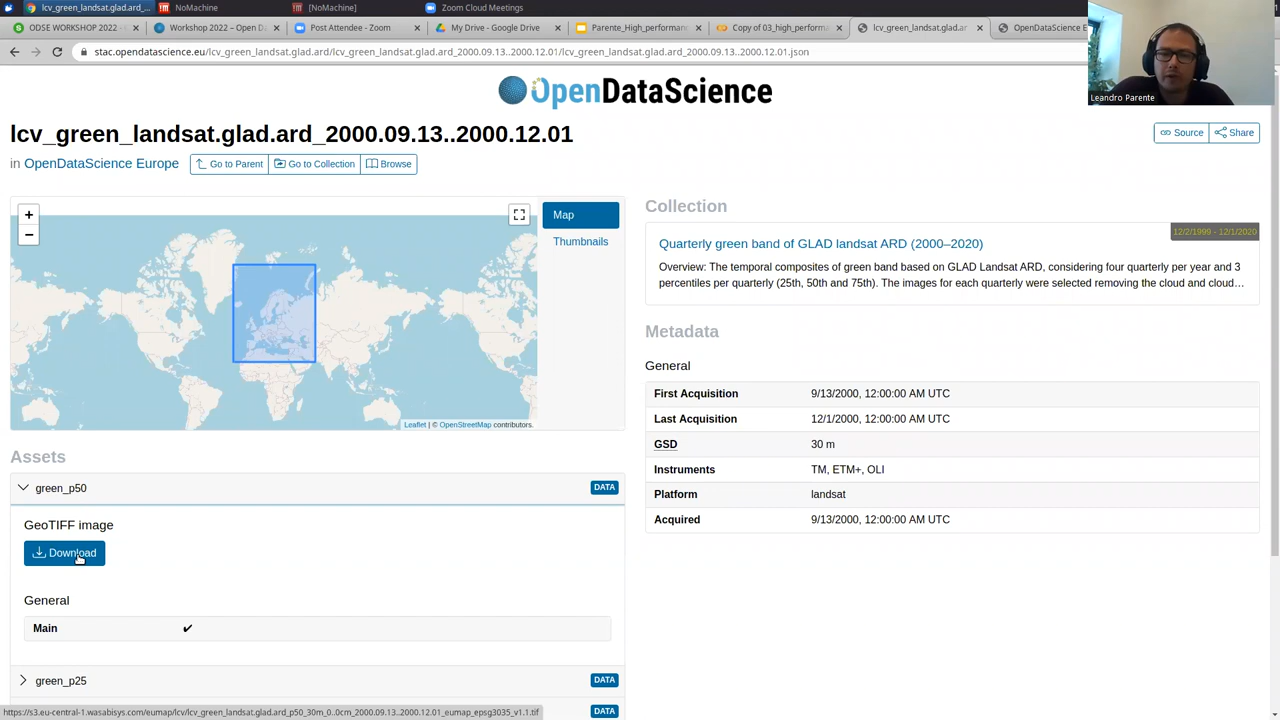 lcv_green_landsat.glad.ard_...
NoMachine
[NoMachine]
Zoom Cloud Meetings
ODSE WORKSHOP 2022 -
Workshop 2022 – Open D
Post Attendee - Zoom
My Drive - Google Drive
Parente_High_performanc
Copy of 03_high_perform
lcv_green_landsat.glad.ar
OpenDataScience E
stac.opendatascience.eu/lcv_green_landsat.glad.ard/lcv_green_landsat.glad.ard_2000.09.13..2000.12.01/lcv_green_landsat.glad.ard_2000.09.13..2000.12.01.json
Leandro Parente
OpenDataScience
lcv_green_landsat.glad.ard_2000.09.13..2000.12.01
Source
Share
in OpenDataScience Europe
Go to Parent
Go to Collection
Browse
+
−
Map
Thumbnails
Leaflet | © OpenStreetMap contributors.
Collection
12/2/1999 - 12/1/2020
Quarterly green band of GLAD landsat ARD (2000–2020)
Overview: The temporal composites of green band based on GLAD Landsat ARD, considering four quarterly per year and 3
percentiles per quarterly (25th, 50th and 75th). The images for each quarterly were selected removing the cloud and cloud…
Metadata
General
First Acquisition 9/13/2000, 12:00:00 AM UTC
Last Acquisition 12/1/2000, 12:00:00 AM UTC
GSD 30 m
Instruments TM, ETM+, OLI
Platform landsat
Acquired 9/13/2000, 12:00:00 AM UTC
Assets
green_p50 DATA
GeoTIFF image
Download
General
Main ✔
green_p25 DATA
DATA
https://s3.eu-central-1.wasabisys.com/eumap/lcv/lcv_green_landsat.glad.ard_p50_30m_0..0cm_2000.09.13..2000.12.01_eumap_epsg3035_v1.1.tif